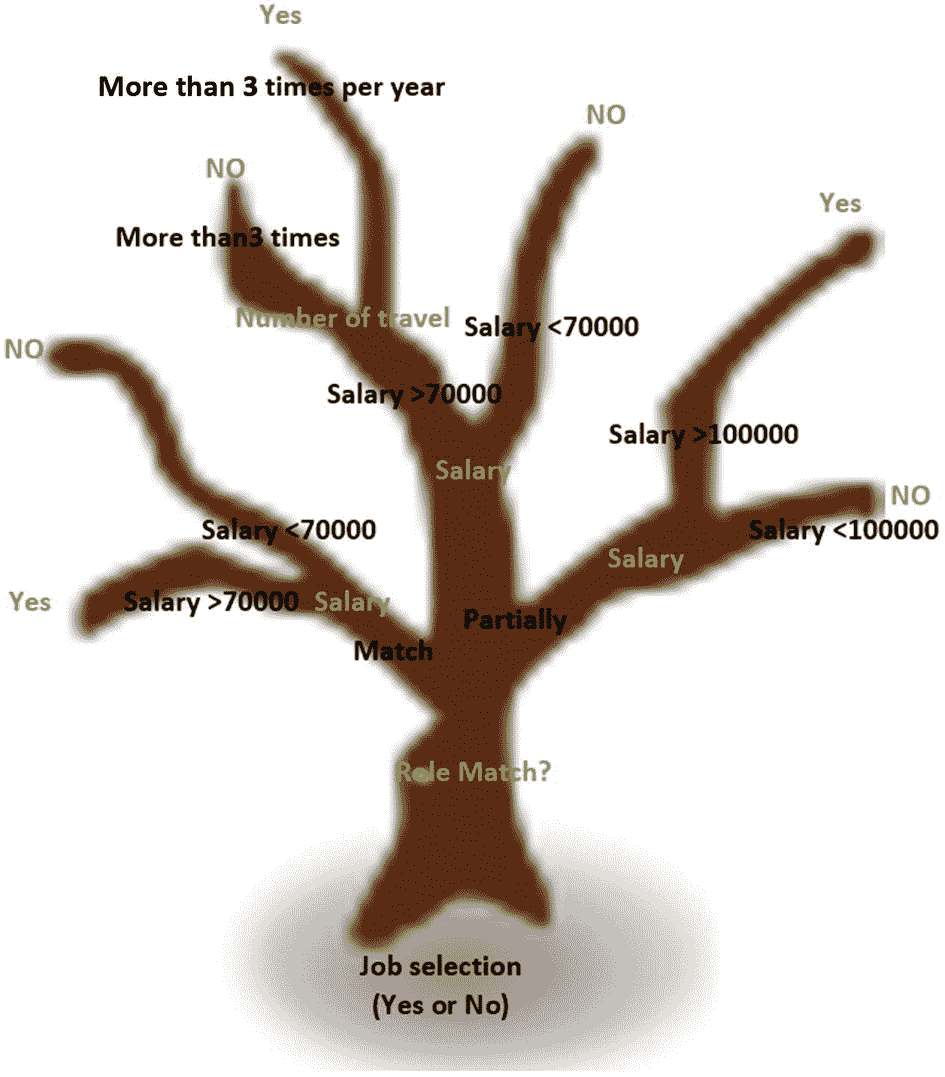 Yes
More than 3 times per year
NO
NO
Yes
More than3 times
Number of travel
Salary <70000
NO
Salary >70000
Salary >100000
Salary
NO
Salary <70000
Salary <100000
Salary
Yes
Salary >70000
Salary
Partially
Match
Role Match?
Job selection
(Yes or No)